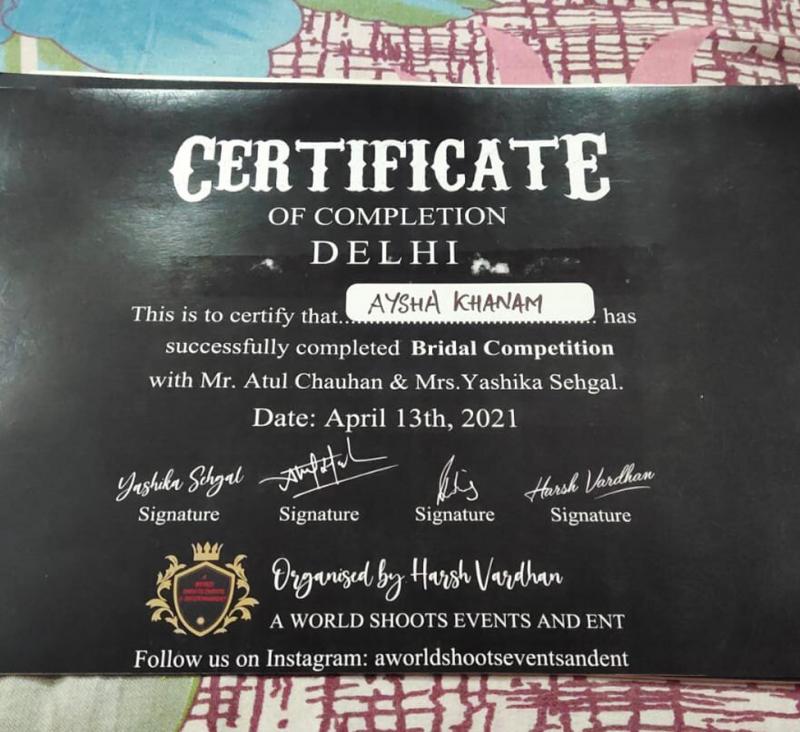 CERTIFICATE
OF COMPLETION
DELHI
This is to certify that..AYSHA KHANAM.. has
successfully completed Bridal Competition
with Mr. Atul Chauhan & Mrs.Yashika Sehgal.
Date: April 13th, 2021
Yashika Sehgal Harsh Vardhan
Signature Signature Signature Signature
Organised by Harsh Vardhan
A WORLD SHOOTS EVENTS AND ENT
Follow us on Instagram: aworldshootseventsandent